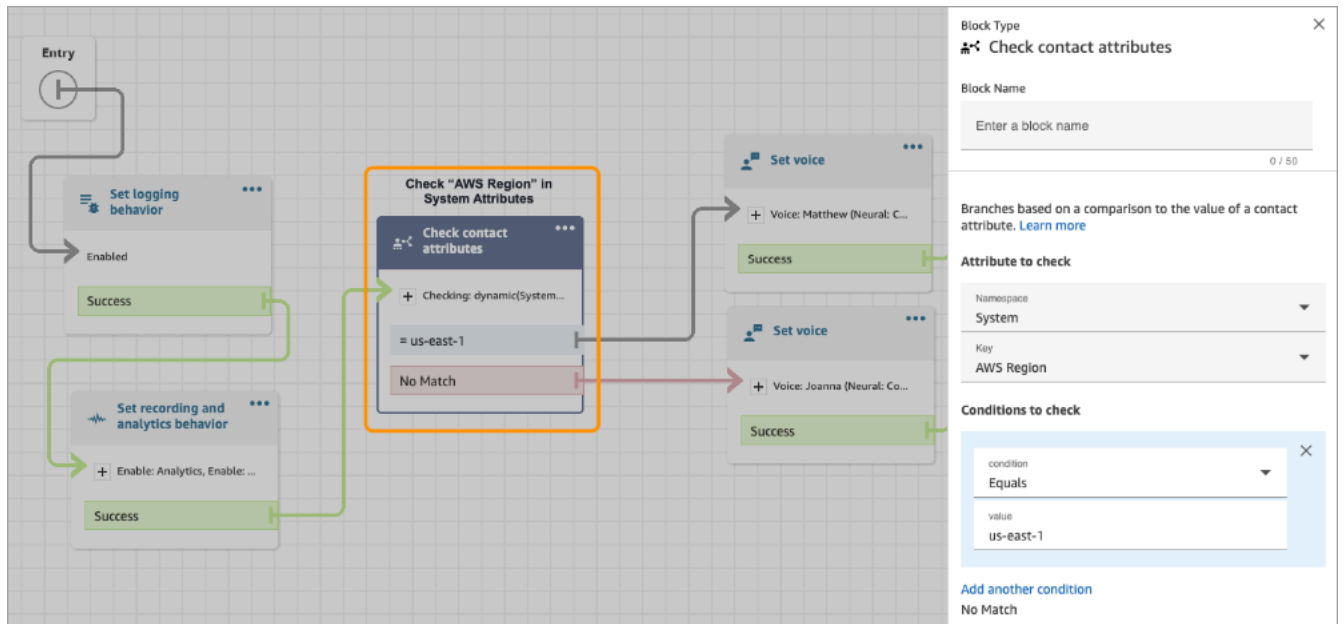 Entry
Set logging
behavior
Enabled
Success
Set recording and
analytics behavior
Enable: Analytics, Enable: ...
Success
Check “AWS Region” in
System Attributes
Check contact
attributes
Checking: dynamic(System...
= us-east-1
No Match
Set voice
Voice: Matthew (Neural: C...
Success
Set voice
Voice: Joanna (Neural: Co...
Success
Block Type
Check contact attributes
Block Name
Enter a block name
0 / 50
Branches based on a comparison to the value of a contact
attribute. Learn more
Attribute to check
Namespace
System
Key
AWS Region
Conditions to check
condition
Equals
value
us-east-1
Add another condition
No Match